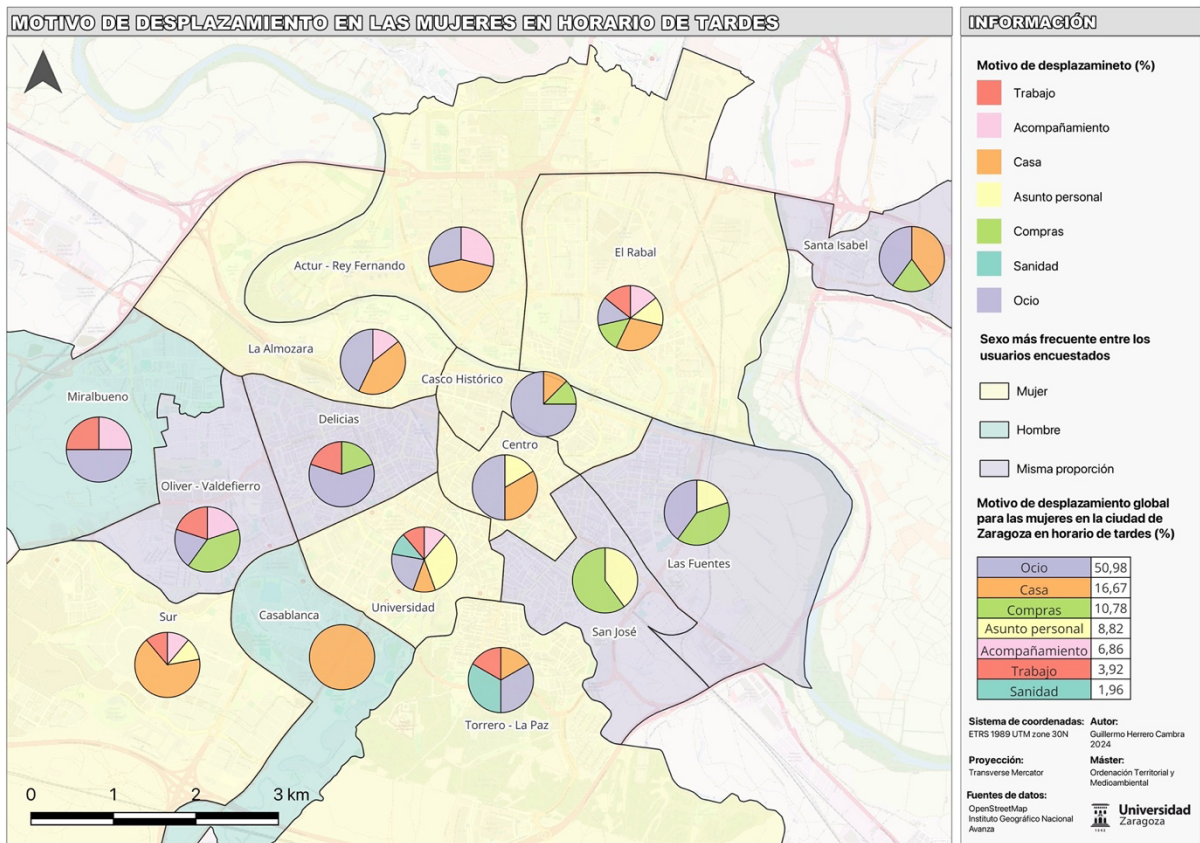 MOTIVO DE DESPLAZAMIENTO EN LAS MUJERES EN HORARIO DE TARDES
Actur - Rey Fernando
El Rabal
Santa Isabel
La Almozara
Casco Histórico
Miralbueno
Delicias
Centro
Oliver - Valdefierro
Las Fuentes
Universidad
Sur
Casablanca
San José
Torrero - La Paz
0 1 2 3 km
INFORMACIÓN
Motivo de desplazamineto (%)
Trabajo
Acompañamiento
Casa
Asunto personal
Compras
Sanidad
Ocio
Sexo más frecuente entre los
usuarios encuestados
Mujer
Hombre
Misma proporción
Motivo de desplazamiento global
para las mujeres en la ciudad de
Zaragoza en horario de tardes (%)
Ocio 50,98
Casa 16,67
Compras 10,78
Asunto personal 8,82
Acompañamiento 6,86
Trabajo 3,92
Sanidad 1,96
Sistema de coordenadas:
ETRS 1989 UTM zone 30N
Autor:
Guillermo Herrero Cambra
2024
Proyección:
Transverse Mercator
Máster:
Ordenación Territorial y
Medioambiental
Fuentes de datos:
OpenStreetMap
Instituto Geográfico Nacional
Avanza
Universidad
Zaragoza
1542